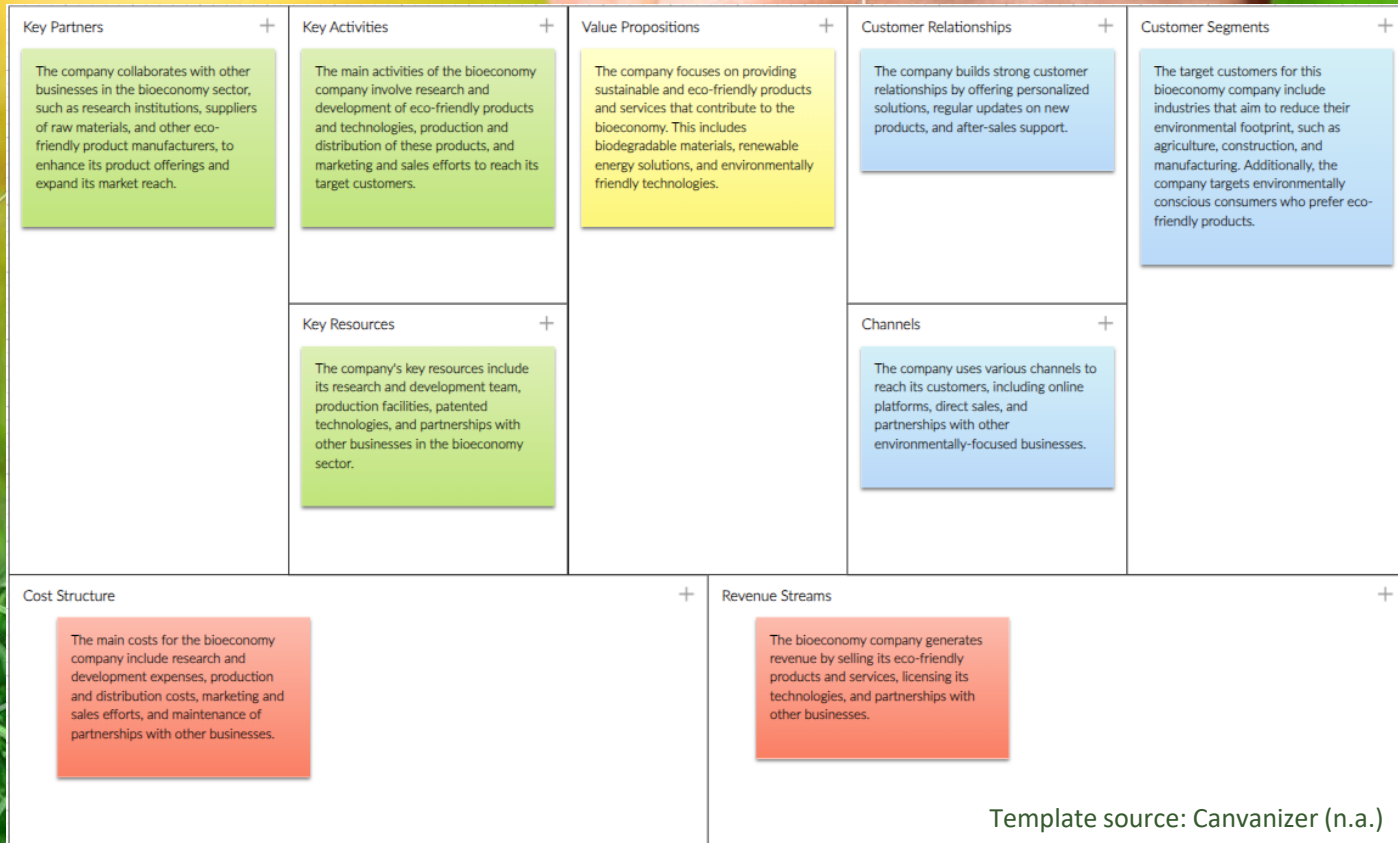 Key Partners
The company collaborates with other
businesses in the bioeconomy sector,
such as research institutions, suppliers
of raw materials, and other eco-
friendly product manufacturers, to
enhance its product offerings and
expand its market reach.
Key Activities
The main activities of the bioeconomy
company involve research and
development of eco-friendly products
and technologies, production and
distribution of these products, and
marketing and sales efforts to reach its
target customers.
Key Resources
The company's key resources include
its research and development team,
production facilities, patented
technologies, and partnerships with
other businesses in the bioeconomy
sector.
Value Propositions
The company focuses on providing
sustainable and eco-friendly products
and services that contribute to the
bioeconomy. This includes
biodegradable materials, renewable
energy solutions, and environmentally
friendly technologies.
Customer Relationships
The company builds strong customer
relationships by offering personalized
solutions, regular updates on new
products, and after-sales support.
Channels
The company uses various channels to
reach its customers, including online
platforms, direct sales, and
partnerships with other
environmentally-focused businesses.
Customer Segments
The target customers for this
bioeconomy company include
industries that aim to reduce their
environmental footprint, such as
agriculture, construction, and
manufacturing. Additionally, the
company targets environmentally
conscious consumers who prefer eco-
friendly products.
Cost Structure
The main costs for the bioeconomy
company include research and
development expenses, production
and distribution costs, marketing and
sales efforts, and maintenance of
partnerships with other businesses.
Revenue Streams
The bioeconomy company generates
revenue by selling its eco-friendly
products and services, licensing its
technologies, and partnerships with
other businesses.
Template source: Canvanizer (n.a.)